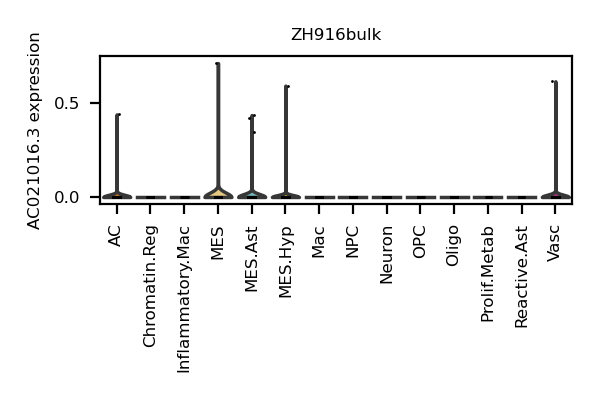 ZH916bulk
AC021016.3 expression
0.5
0.0
AC
Chromatin.Reg
Inflammatory.Mac
MES
MES.Ast
MES.Hyp
Mac
NPC
Neuron
OPC
Oligo
Prolif.Metab
Reactive.Ast
Vasc